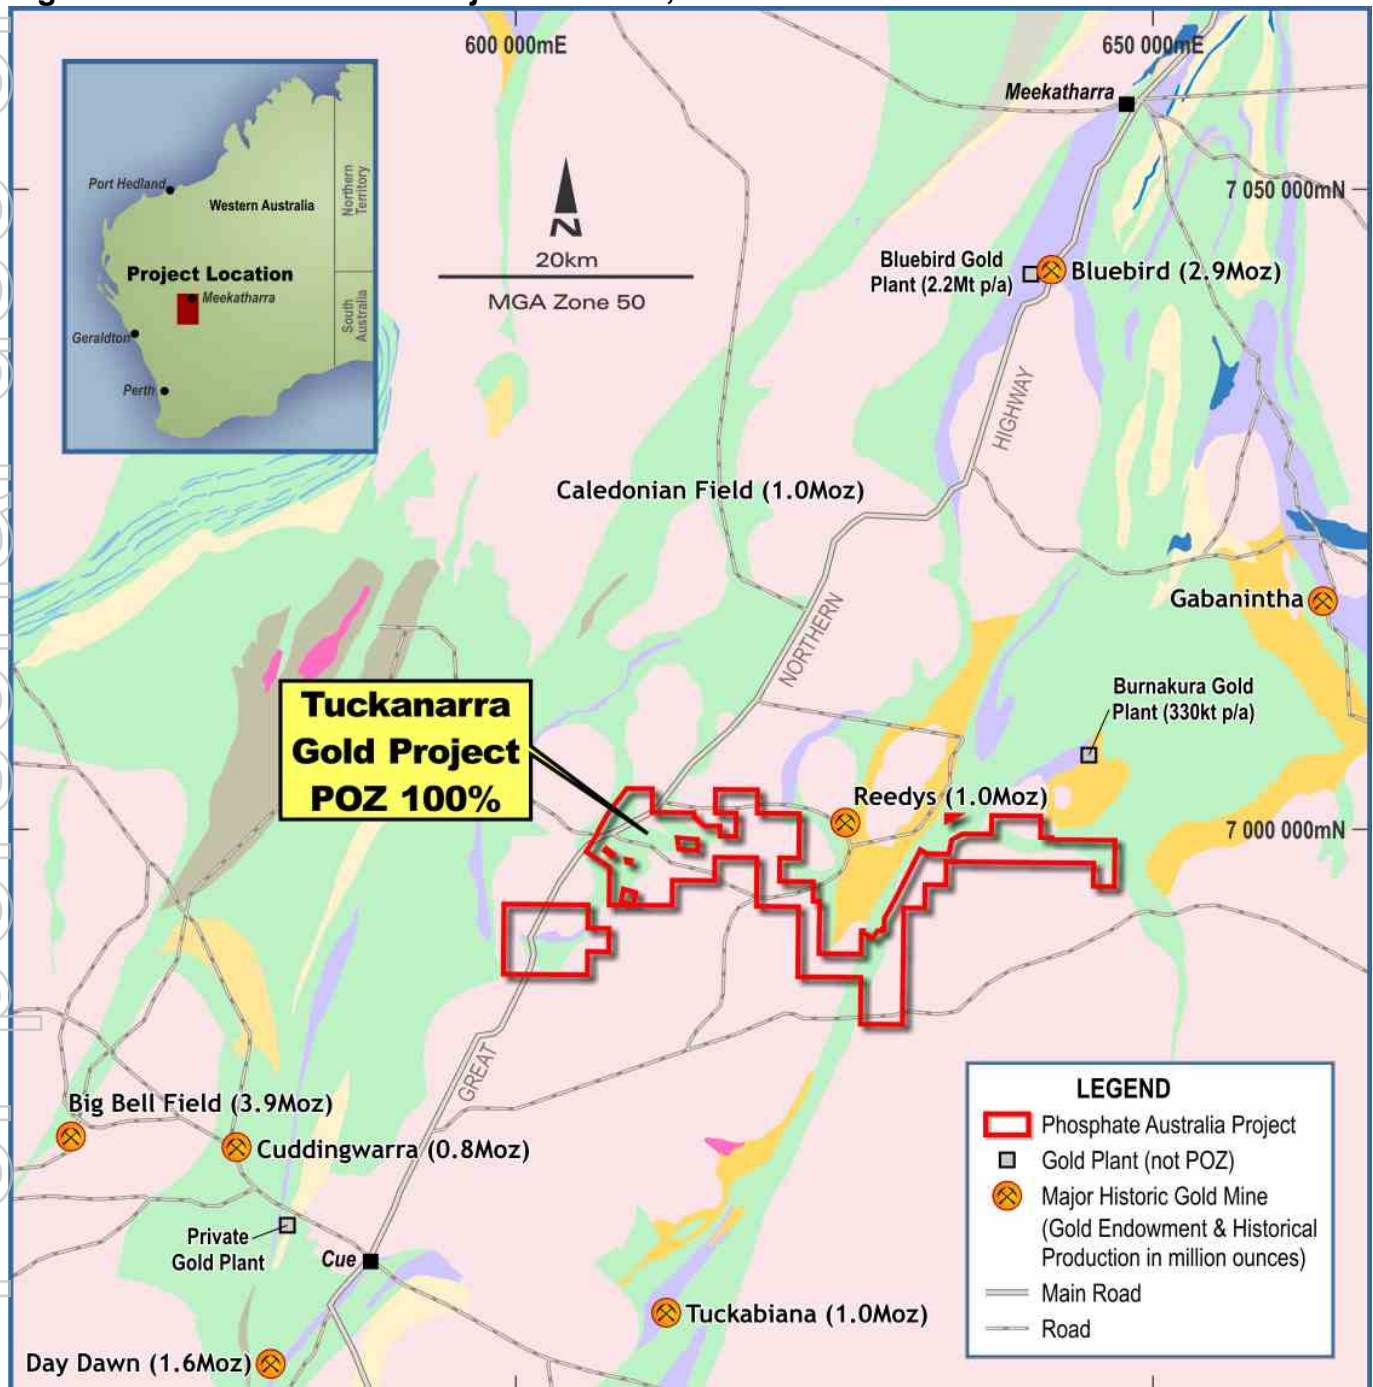 600 000mE
650 000mE
Meekatharra
7 050 000mN
Port Hedland
Western Australia
Northern
Territory
Project Location
Meekatharra
South
Australia
Geraldton
Perth
N
20km
MGA Zone 50
Bluebird Gold
Plant (2.2Mt p/a)
Bluebird (2.9Moz)
HIGHWAY
Caledonian Field (1.0Moz)
NORTHERN
Gabanintha
Burnakura Gold
Plant (330kt p/a)
Tuckanarra
Gold Project
POZ 100%
Reedys (1.0Moz)
7 000 000mN
GREAT
Big Bell Field (3.9Moz)
Cuddingwarra (0.8Moz)
Private
Gold Plant
Cue
Tuckabiana (1.0Moz)
Day Dawn (1.6Moz)
LEGEND
Phosphate Australia Project
Gold Plant (not POZ)
Major Historic Gold Mine
(Gold Endowment & Historical
Production in million ounces)
Main Road
Road